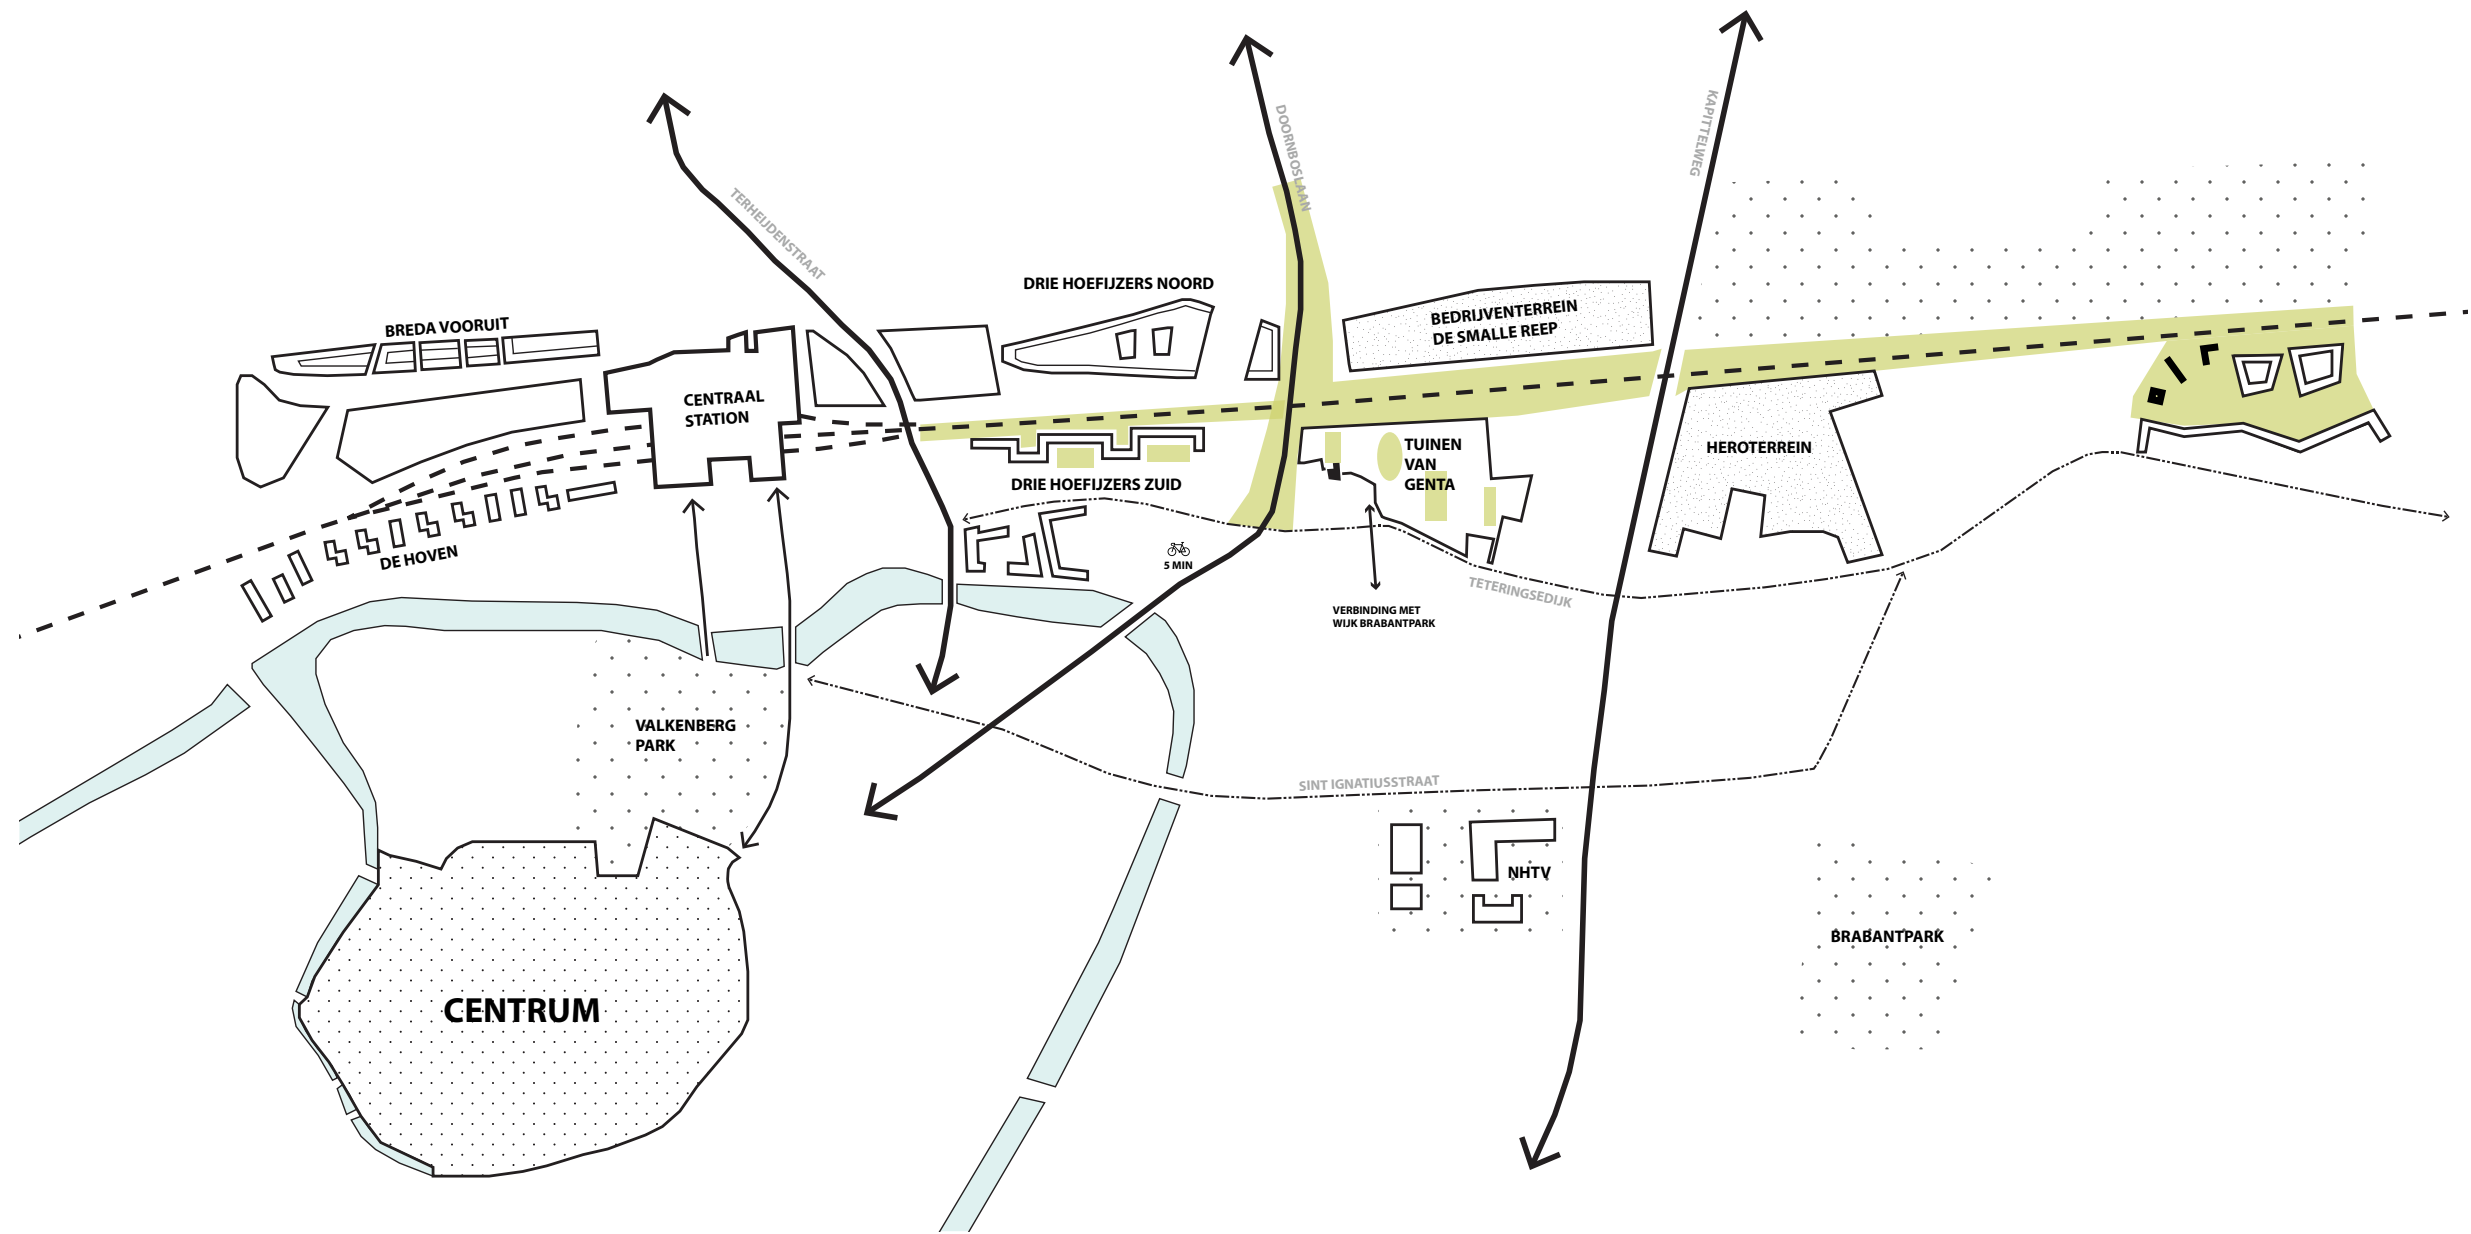 KAPITTELWEG
DOORNBOSLAAN
TERHEIJDENSTRAAT
DRIE HOEFIJZERS NOORD
BREDA VOORUIT
BEDRIJVENTERREIN
DE SMALLE REEP
CENTRAAL
STATION
TUINEN
VAN
GENTA
HEROTERREIN
DRIE HOEFIJZERS ZUID
DE HOVEN
5 MIN
TETERINGSEDIJK
VERBINDING MET
WIJK BRABANTPARK
VALKENBERG
PARK
SINT IGNATIUSSTRAAT
NHTV
BRABANTPARK
CENTRUM